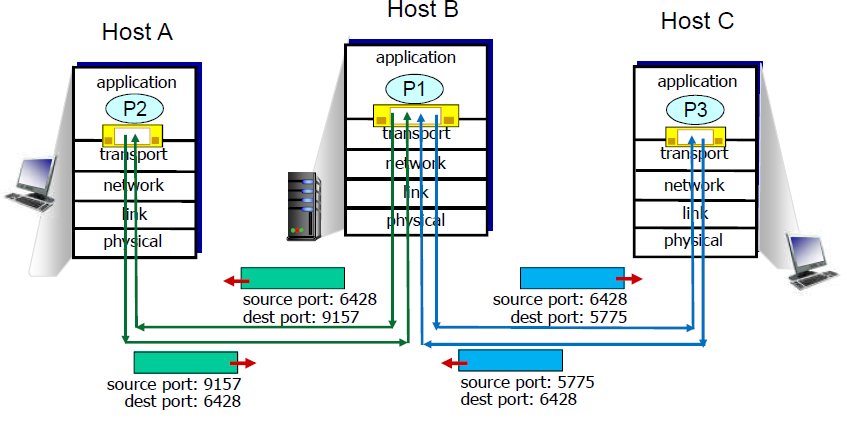 Host A
Host B
Host C
application
P2
transport
network
link
physical
application
P1
transport
network
link
physical
application
P3
transport
network
link
physical
source port: 6428
dest port: 9157
source port: 6428
dest port: 5775
source port: 9157
dest port: 6428
source port: 5775
dest port: 6428